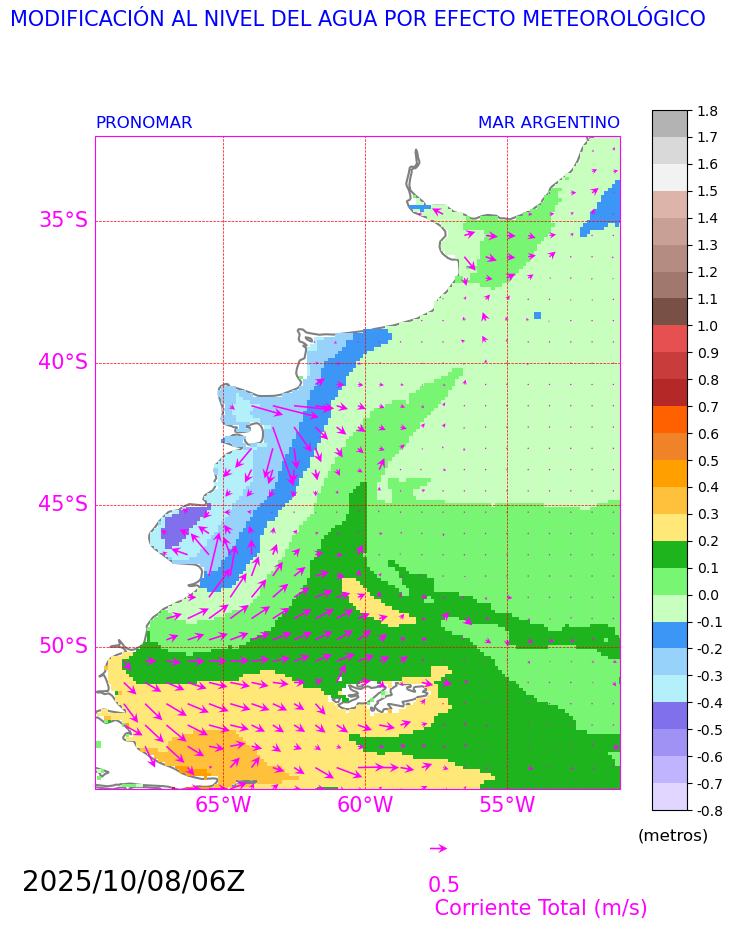 MODIFICACIÓN AL NIVEL DEL AGUA POR EFECTO METEOROLÓGICO
PRONOMAR
MAR ARGENTINO
35°S
40°S
45°S
50°S
65°W
60°W
55°W
1.8
1.7
1.6
1.5
1.4
1.3
1.2
1.1
1.0
0.9
0.8
0.7
0.6
0.5
0.4
0.3
0.2
0.1
0.0
-0.1
-0.2
-0.3
-0.4
-0.5
-0.6
-0.7
-0.8
(metros)
2025/10/08/06Z
0.5
Corriente Total (m/s)